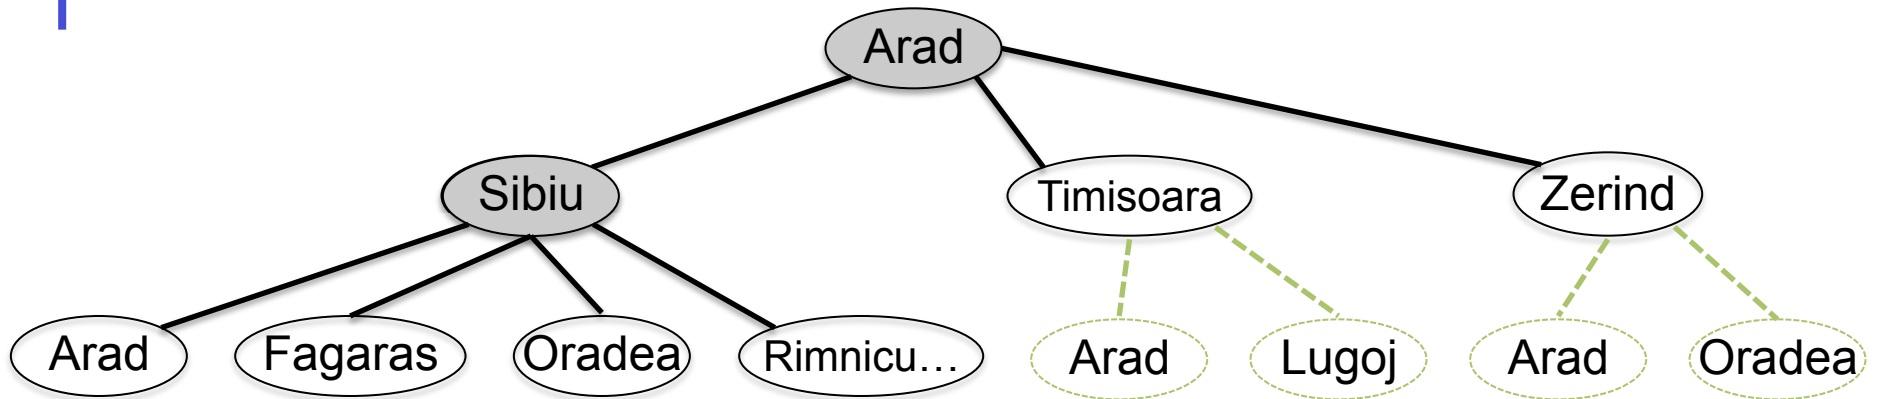 Arad
Sibiu
Timisoara
Zerind
Arad
Fagaras
Oradea
Rimnicu…
Arad
Lugoj
Arad
Oradea